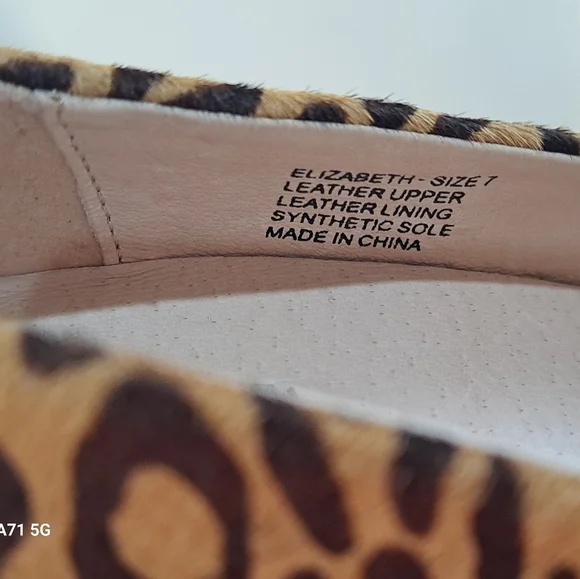 ELIZABETH - SIZE 7
LEATHER UPPER
LEATHER LINING
SYNTHETIC SOLE
MADE IN CHINA
A71 5G